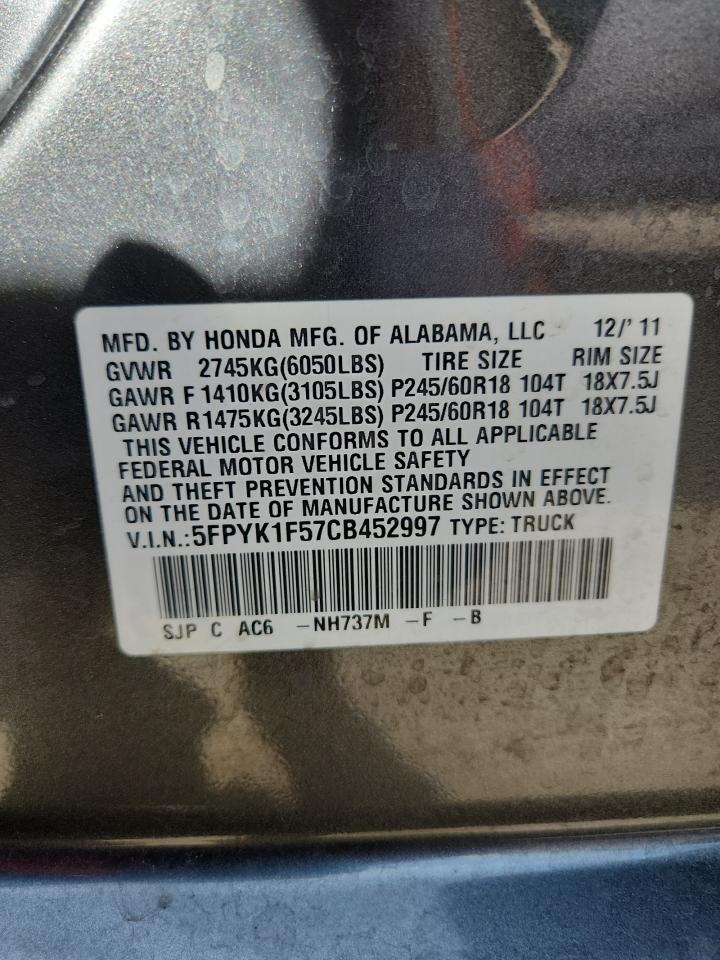 MFD. BY HONDA MFG. OF ALABAMA, LLC 12/' 11
GVWR 2745KG(6050LBS) TIRE SIZE RIM SIZE
GAWR F 1410KG(3105LBS) P245/60R18 104T 18X7.5J
GAWR R1475KG(3245LBS) P245/60R18 104T 18X7.5J
THIS VEHICLE CONFORMS TO ALL APPLICABLE
FEDERAL MOTOR VEHICLE SAFETY
AND THEFT PREVENTION STANDARDS IN EFFECT
ON THE DATE OF MANUFACTURE SHOWN ABOVE.
V.I.N.:5FPYK1F57CB452997 TYPE: TRUCK
SJP C AC6 -NH737M -F -B